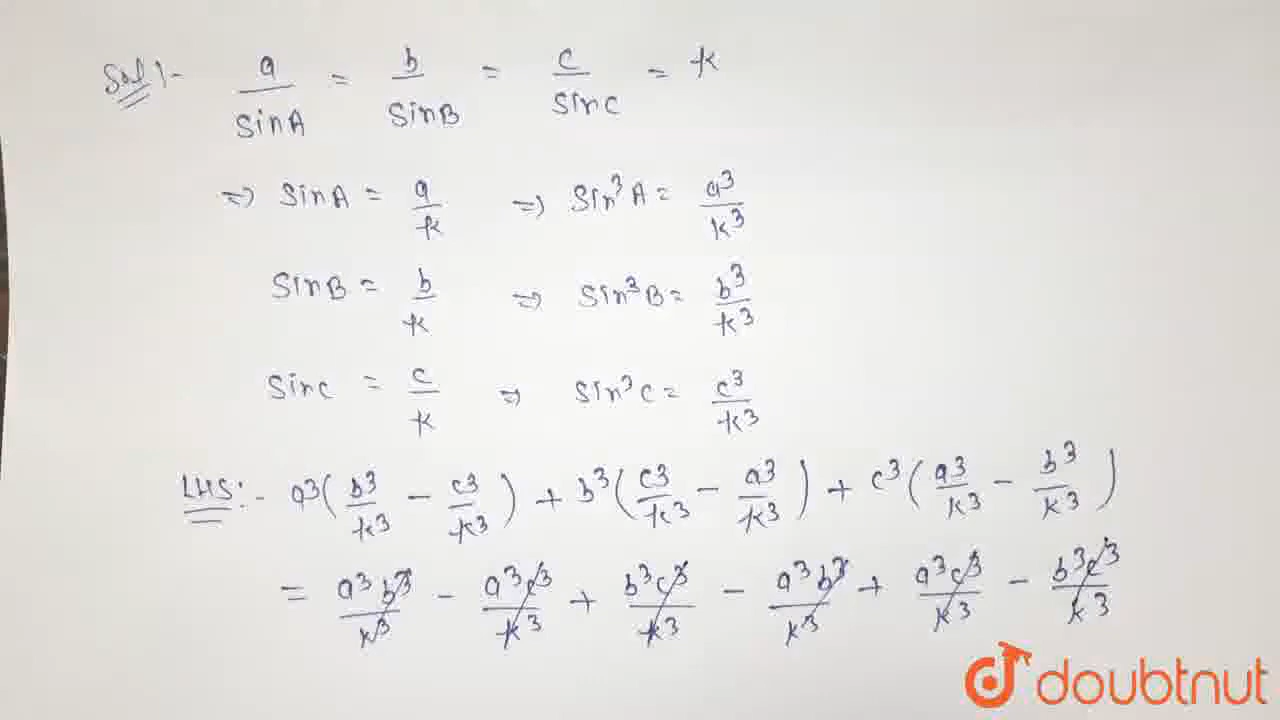 Sol:- a/SinA = b/SinB = c/SinC = k
⇒ SinA = a/k ⇒ Sin³A = a³/k³
SinB = b/k ⇒ Sin³B = b³/k³
Sinc = c/k ⇒ Sin³C = c³/k³
LHS:- a³(b³/k³ - c³/k³) + b³(c³/k³ - a³/k³) + c³(a³/k³ - b³/k³)
= a³b³/k³ - a³c³/k³ + b³c³/k³ - a³b³/k³ + a³c³/k³ - b³c³/k³
doubtnut